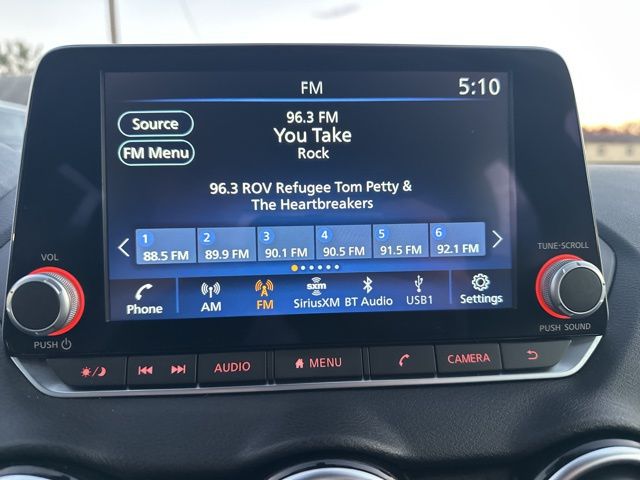 FM
5:10
Source
FM Menu
96.3 FM
You Take
Rock
96.3 ROV Refugee Tom Petty &
The Heartbreakers
1 88.5 FM
2 89.9 FM
3 90.1 FM
4 90.5 FM
5 91.5 FM
6 92.1 FM
Phone
AM
FM
sxm
SiriusXM
BT Audio
USB1
Settings
VOL
PUSH
TUNE·SCROLL
PUSH SOUND
AUDIO
MENU
CAMERA